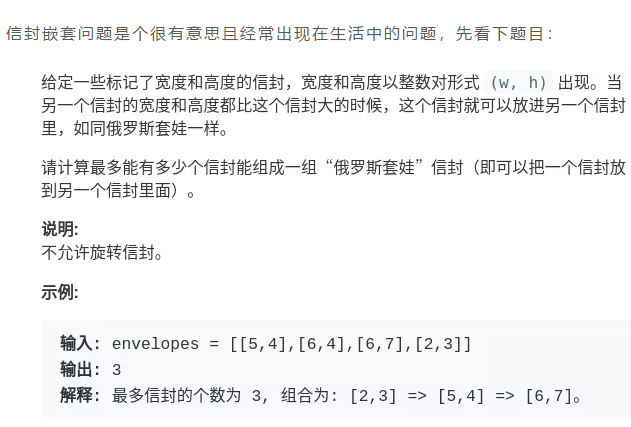 信封嵌套问题是个很有意思且经常出现在生活中的问题，先看下题目：
给定一些标记了宽度和高度的信封，宽度和高度以整数对形式 (w, h) 出现。当
另一个信封的宽度和高度都比这个信封大的时候，这个信封就可以放进另一个信封
里，如同俄罗斯套娃一样。
请计算最多能有多少个信封能组成一组“俄罗斯套娃”信封（即可以把一个信封放
到另一个信封里面）。
说明:
不允许旋转信封。
示例:
输入: envelopes = [[5,4],[6,4],[6,7],[2,3]]
输出: 3
解释: 最多信封的个数为 3, 组合为: [2,3] => [5,4] => [6,7]。